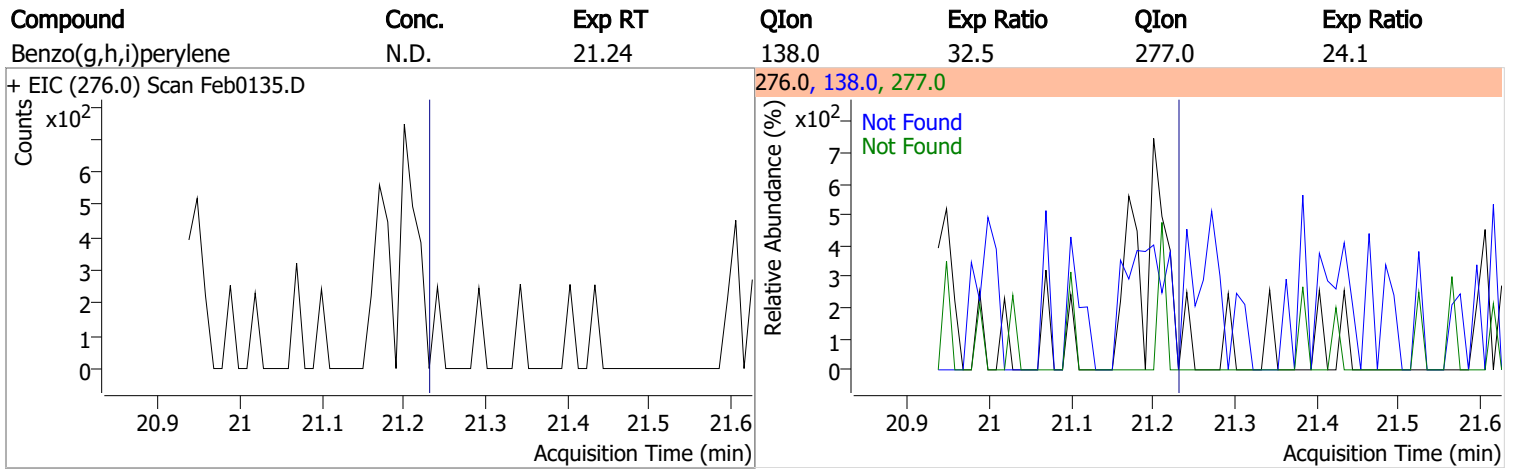 Compound Conc. Exp RT QIon Exp Ratio QIon Exp Ratio
Benzo(g,h,i)perylene N.D. 21.24 138.0 32.5 277.0 24.1
+ EIC (276.0) Scan Feb0135.D
276.0, 138.0, 277.0
Counts
x10²
6
5
4
3
2
1
0
20.9 21 21.1 21.2 21.3 21.4 21.5 21.6
Acquisition Time (min)
Relative Abundance (%)
x10²
Not Found
Not Found
7
6
5
4
3
2
1
0
20.9 21 21.1 21.2 21.3 21.4 21.5 21.6
Acquisition Time (min)